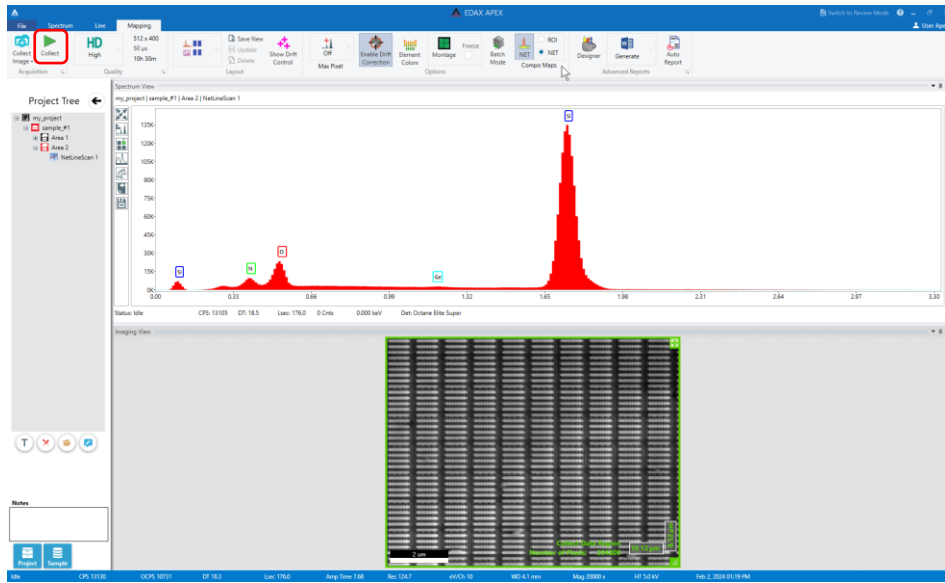 EDAX APEX
Switch to Review Mode
File Spectrum Line Mapping
Collect Image
Collect
HD
High
512 x 400
50 µs
10h 30m
Save New
Update
Delete
Show Drift Control
Off
Max Pixel
Enable Drift Correction
Element Colors
Montage
Freeze
Batch Mode
NET
ROI
NET
Compo Maps
Designer
Generate
Auto Report
Acquisition Quality Layout Options Advanced Reports
Project Tree
my_project
sample_#1
Area 1
Area 2
NetLineScan 1
T
Notes
Project Sample
Spectrum View
my_project | sample_#1 | Area 2 | NetLineScan 1
135K
120K
105K
90K
75K
60K
45K
30K
15K
0K
Si N O Ge Si
0.00 0.33 0.66 0.99 1.32 1.65 1.98 2.31 2.64 2.97 3.30
Status: Idle CPS: 13105 DT: 18.5 Lsec: 176.0 0 Cnts 0.000 keV Det: Octane Elite Super
Imaging View
2 um
10.12 µm
Idle CPS 13130 OCPS 10731 DT 18.3 Lsec 176.0 Amp Time 7.68 Res 124.7 eV/Ch 10 WD 4.1 mm Mag 20000 x HT 5.0 kV Feb 2, 2024 01:19 PM